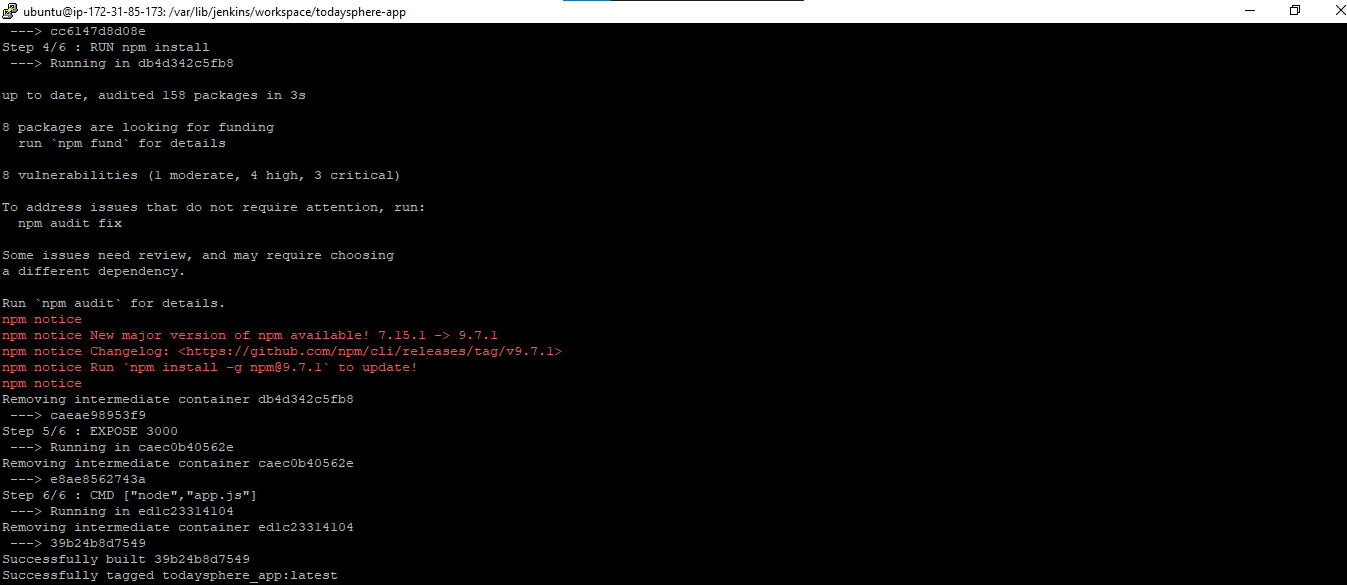 ubuntu@ip-172-31-85-173: /var/lib/jenkins/workspace/todaysphere-app
---> cc6147d8d08e
Step 4/6 : RUN npm install
---> Running in db4d342c5fb8
up to date, audited 158 packages in 3s
8 packages are looking for funding
run `npm fund` for details
8 vulnerabilities (1 moderate, 4 high, 3 critical)
To address issues that do not require attention, run:
npm audit fix
Some issues need review, and may require choosing
a different dependency.
Run `npm audit` for details.
npm notice
npm notice New major version of npm available! 7.15.1 -> 9.7.1
npm notice Changelog: <https://github.com/npm/cli/releases/tag/v9.7.1>
npm notice Run `npm install -g npm@9.7.1` to update!
npm notice
Removing intermediate container db4d342c5fb8
---> caeae98953f9
Step 5/6 : EXPOSE 3000
---> Running in caec0b40562e
Removing intermediate container caec0b40562e
---> e8ae8562743a
Step 6/6 : CMD ["node","app.js"]
---> Running in ed1c23314104
Removing intermediate container ed1c23314104
---> 39b24b8d7549
Successfully built 39b24b8d7549
Successfully tagged todaysphere_app:latest